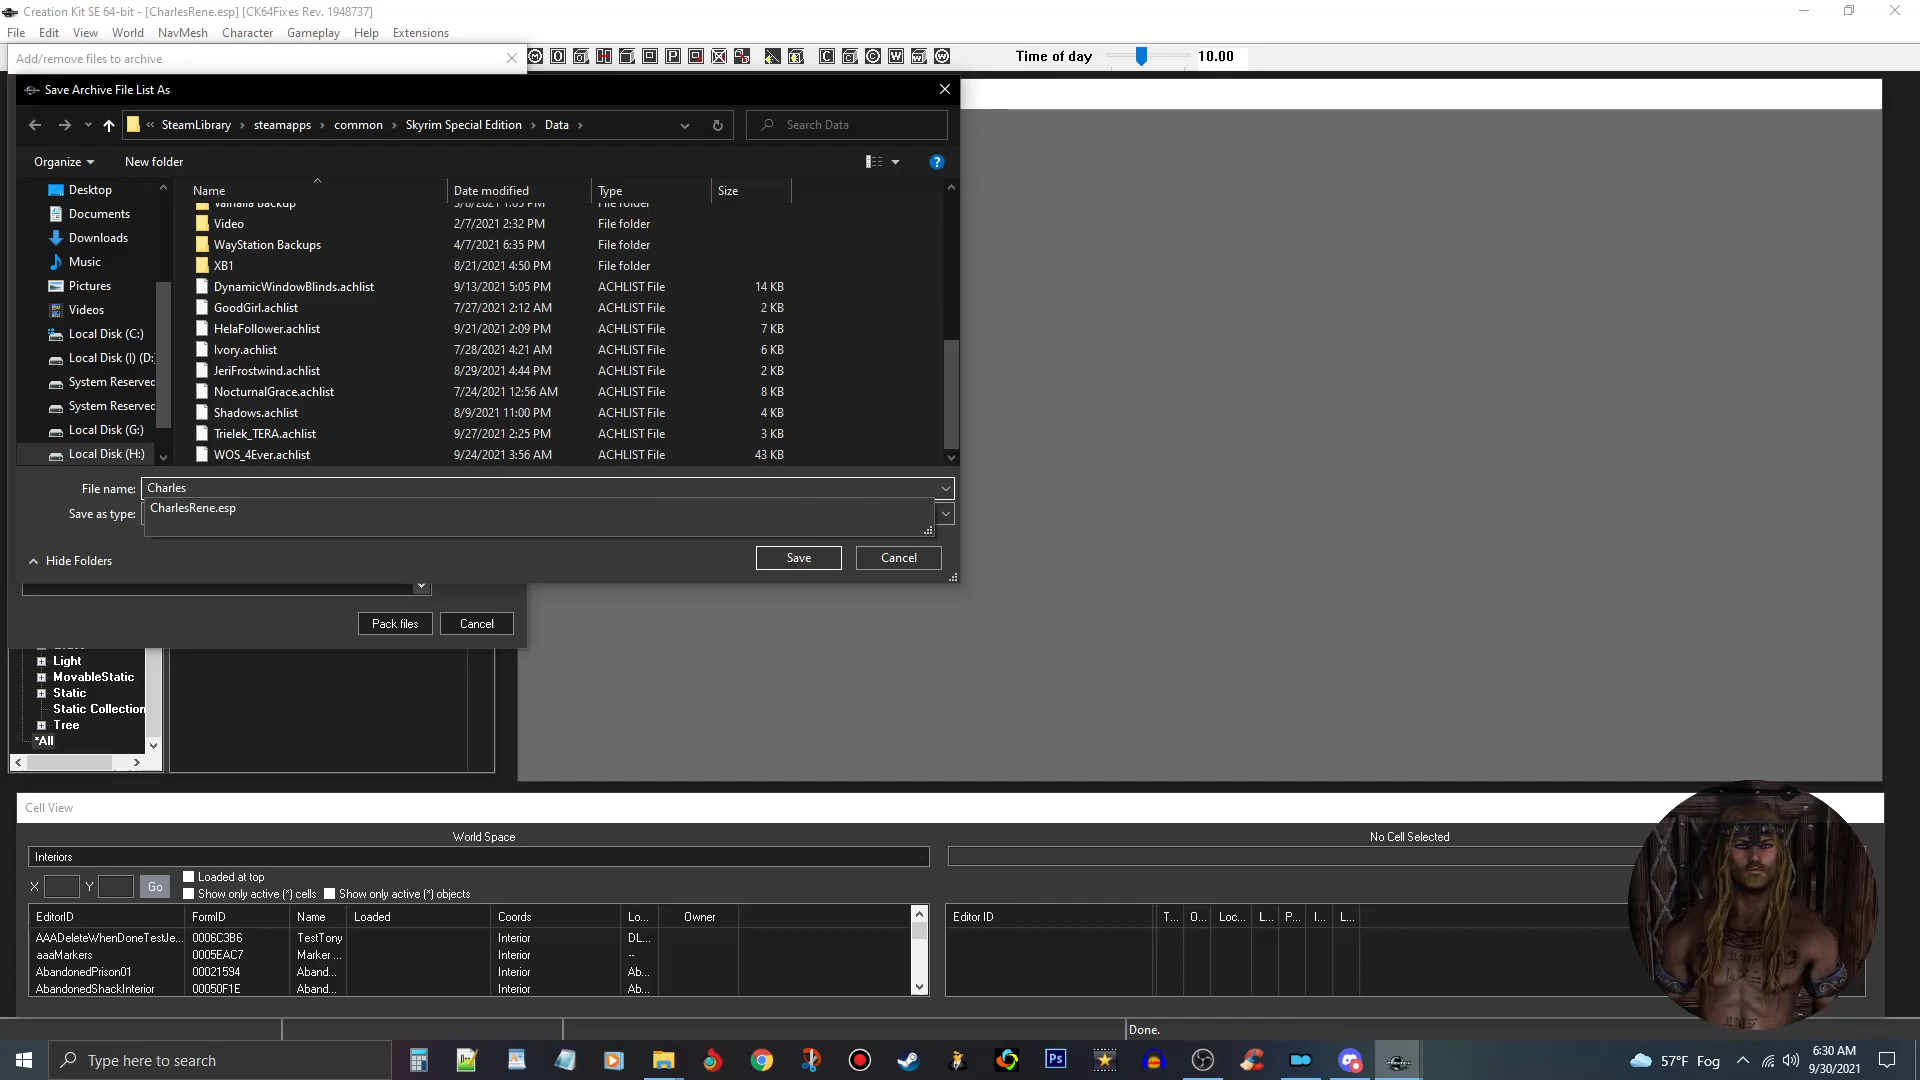 Creation Kit SE 64-bit - [CharlesRene.esp] [CK64Fixes Rev. 1948737]
File Edit View World NavMesh Character Gameplay Help Extensions
Add/remove files to archive
Time of day 10.00
Save Archive File List As
« SteamLibrary › steamapps › common › Skyrim Special Edition › Data ›
Search Data
Organize New folder
Name Date modified Type Size
Desktop
Documents
Downloads
Music
Pictures
Videos
Local Disk (C:)
Local Disk (I) (D:)
System Reserved
System Reserved
Local Disk (G:)
Local Disk (H:)
Valhalla Backup 5/8/2021 1:05 PM File folder
Video 2/7/2021 2:32 PM File folder
WayStation Backups 4/7/2021 6:35 PM File folder
XB1 8/21/2021 4:50 PM File folder
DynamicWindowBlinds.achlist 9/13/2021 5:05 PM ACHLIST File 14 KB
GoodGirl.achlist 7/27/2021 2:12 AM ACHLIST File 2 KB
HelaFollower.achlist 9/21/2021 2:09 PM ACHLIST File 7 KB
Ivory.achlist 7/28/2021 4:21 AM ACHLIST File 6 KB
JeriFrostwind.achlist 8/29/2021 4:44 PM ACHLIST File 2 KB
NocturnalGrace.achlist 7/24/2021 12:56 AM ACHLIST File 8 KB
Shadows.achlist 8/9/2021 11:00 PM ACHLIST File 4 KB
Trielek_TERA.achlist 9/27/2021 2:25 PM ACHLIST File 3 KB
WOS_4Ever.achlist 9/24/2021 3:56 AM ACHLIST File 43 KB
File name: Charles
CharlesRene.esp
Save as type:
Hide Folders
Save Cancel
Pack files Cancel
Light
MovableStatic
Static
Static Collection
Tree
*All
Cell View
World Space
No Cell Selected
Interiors
X Y Go
Loaded at top
Show only active (*) cells Show only active (*) objects
EditorID FormID Name Loaded Coords Lo... Owner
AAADeleteWhenDoneTestJe... 0006C3B6 TestTony Interior DL...
aaaMarkers 0005EAC7 Marker ... Interior --
AbandonedPrison01 00021594 Aband... Interior Ab...
AbandonedShackInterior 00050F1E Aband... Interior Ab...
Editor ID T... O... Loc... L... P... I... L...
Done.
Type here to search
Ps
57°F Fog
6:30 AM
9/30/2021